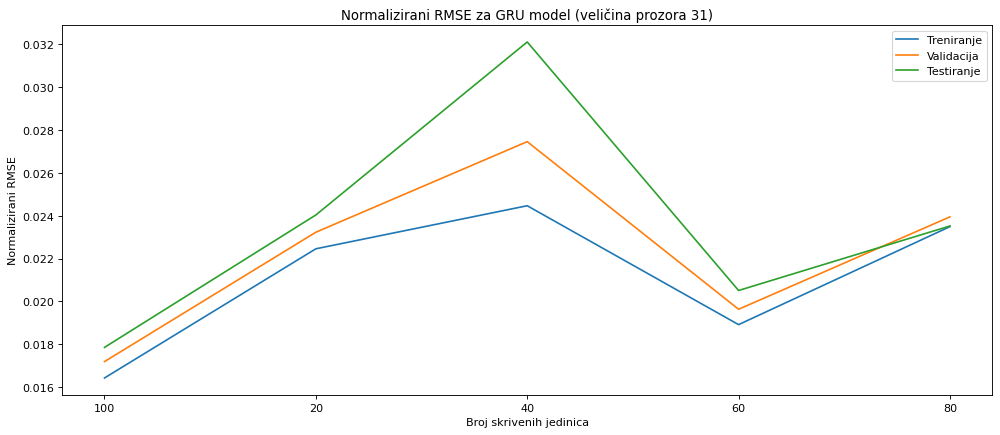 Normalizirani RMSE za GRU model (veličina prozora 31)
Treniranje
Validacija
Testiranje
Normalizirani RMSE
0.032
0.030
0.028
0.026
0.024
0.022
0.020
0.018
0.016
100 20 40 60 80
Broj skrivenih jedinica